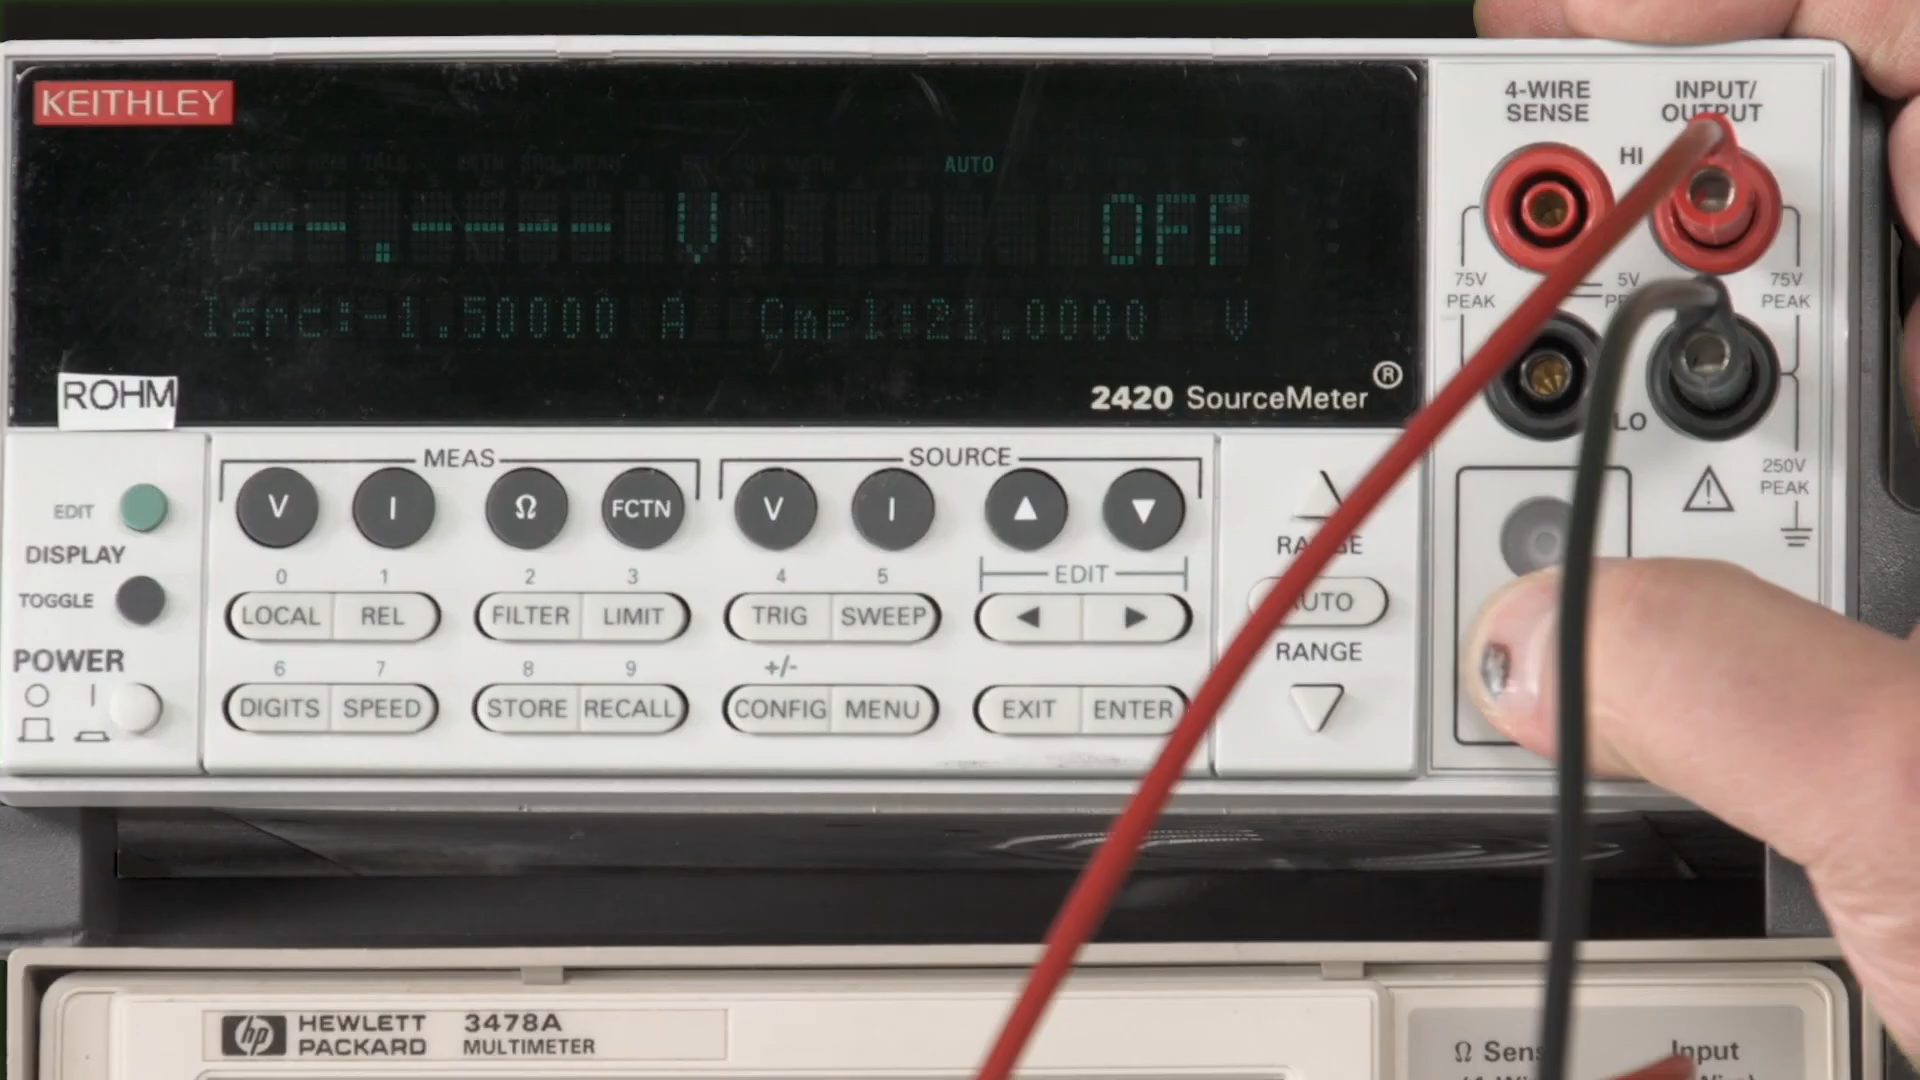 KEITHLEY
AUTO
--.---- V OFF
Isrc:-1.50000 A Cmpl:21.0000 V
ROHM
2420 SourceMeter ®
4-WIRE
SENSE
INPUT/
OUTPUT
HI
75V
PEAK
5V
75V
PEAK
LO
250V
PEAK
MEAS
SOURCE
EDIT
V I Ω FCTN V I ▲ ▼
DISPLAY
0 1 2 3 4 5
EDIT
RANGE
TOGGLE
LOCAL REL FILTER LIMIT TRIG SWEEP ◀ ▶
AUTO
POWER
6 7 8 9 +/-
RANGE
DIGITS SPEED STORE RECALL CONFIG MENU EXIT ENTER
hp HEWLETT
PACKARD
3478A
MULTIMETER
Ω
Input